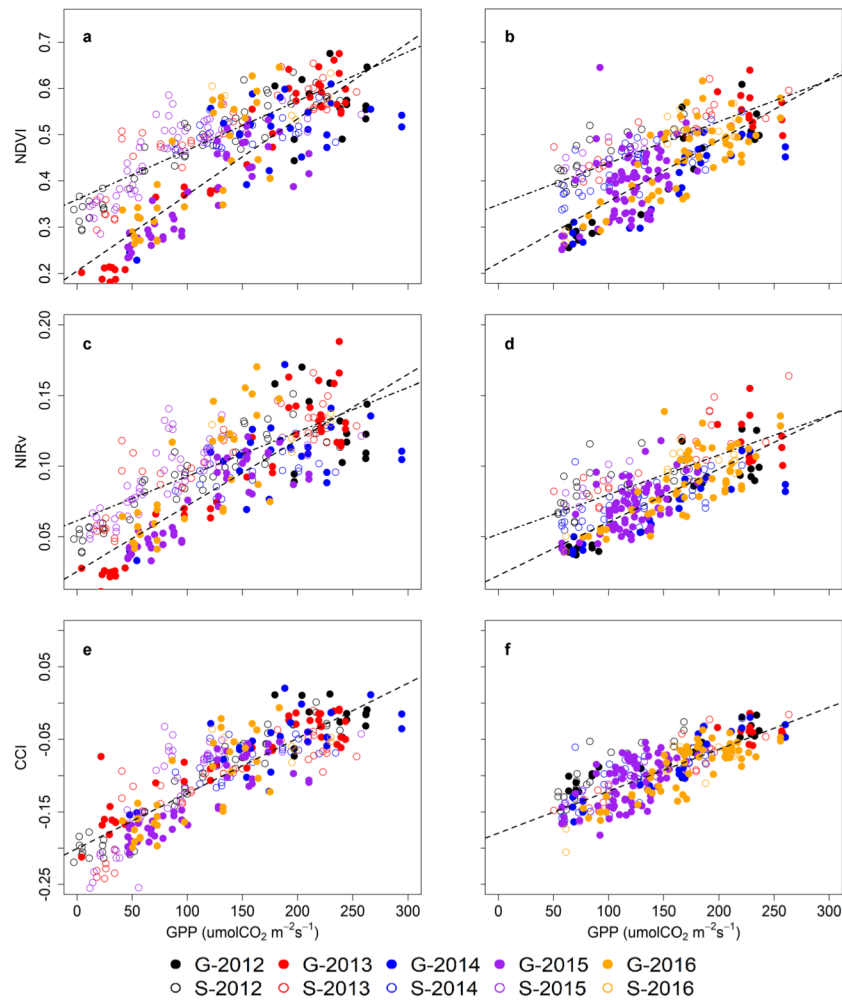 a
b
NDVI
0.2 0.3 0.4 0.5 0.6 0.7
c
d
NIRv
0.05 0.10 0.15 0.20
e
f
CCI
-0.25 -0.15 -0.05 0.05
0 50 100 150 200 250 300
0 50 100 150 200 250 300
GPP (umolCO₂ m⁻²s⁻¹)
GPP (umolCO₂ m⁻²s⁻¹)
G-2012 G-2013 G-2014 G-2015 G-2016
S-2012 S-2013 S-2014 S-2015 S-2016